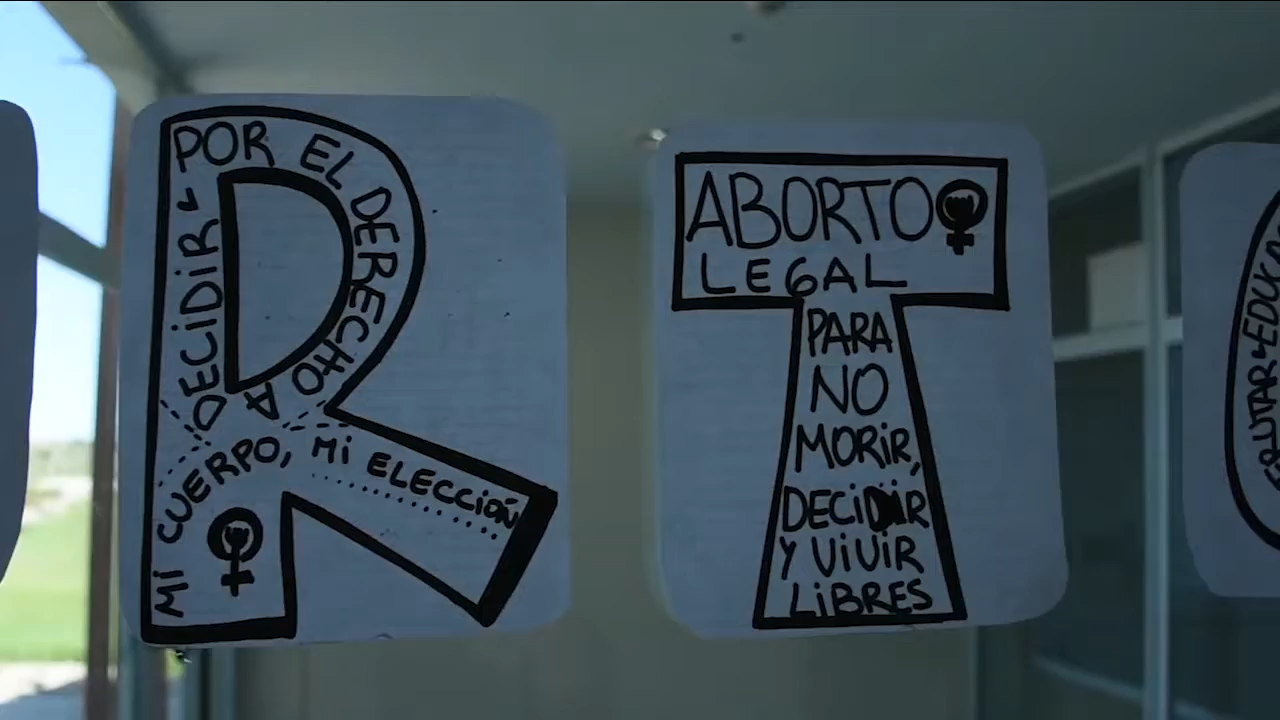 POR EL DERECHO A DECIDIR
MI CUERPO, Mi ELECCIÓN
ABORTO
LEGAL
PARA
NO
MORIR,
DECIDIR
Y ViViR
LiBRES